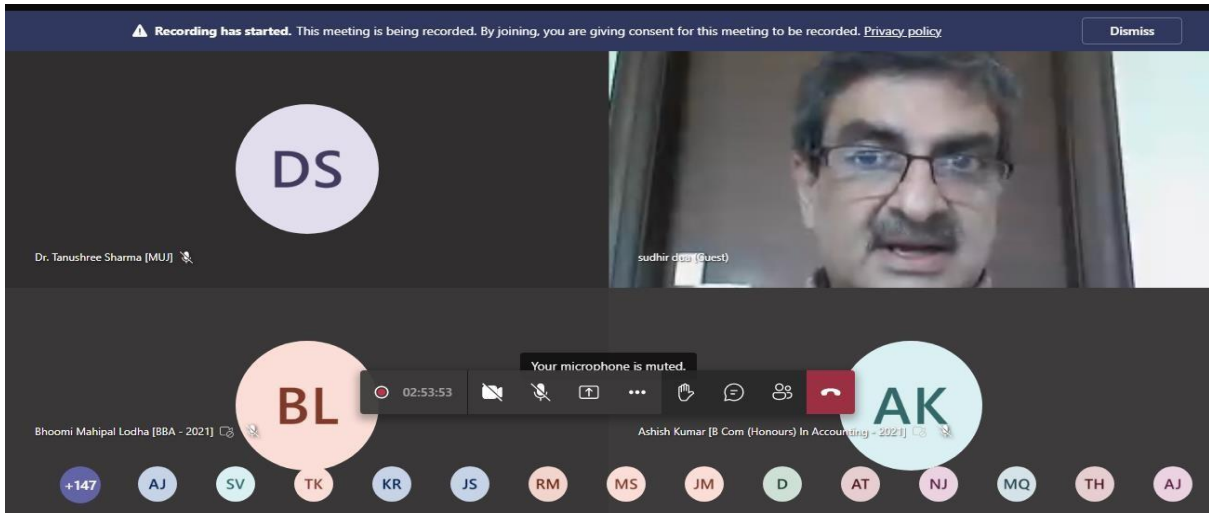 Recording has started. This meeting is being recorded. By joining, you are giving consent for this meeting to be recorded. Privacy policy Dismiss
DS
Dr. Tanushree Sharma [MUJ]
sudhir dua (Guest)
Your microphone is muted.
02:53:53
BL
AK
Bhoomi Mahipal Lodha [BBA - 2021]
Ashish Kumar [B Com (Honours) In Accounting - 2021]
+147 AJ SV TK KR JS RM MS JM D AT NJ MQ TH AJ